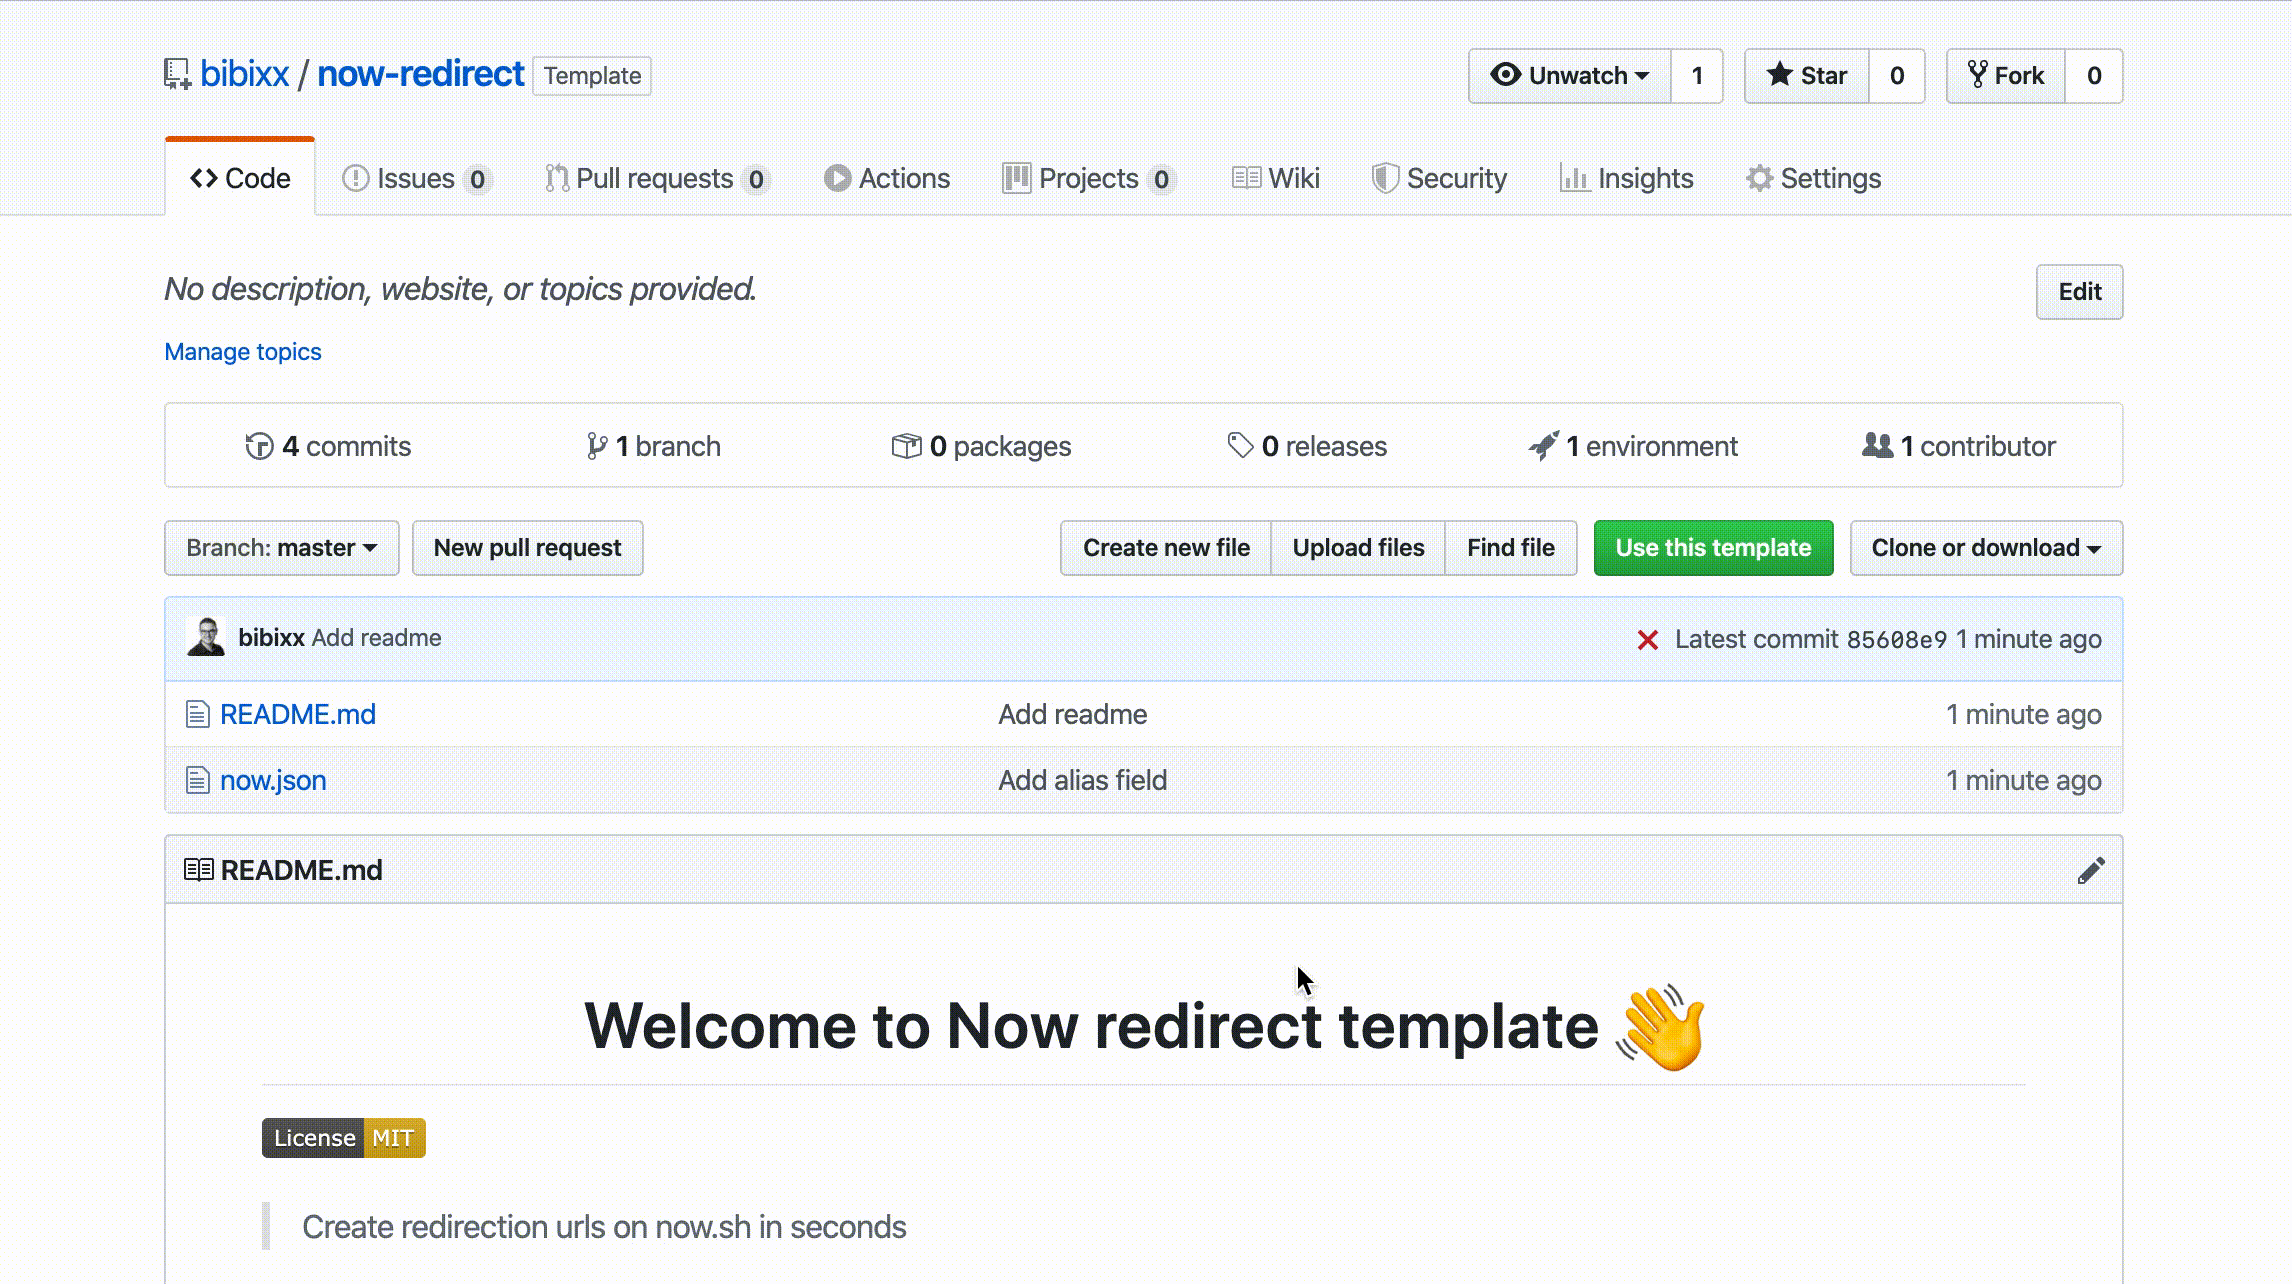 bibixx / now-redirect Template Unwatch 1 Star 0 Fork 0
Code Issues 0 Pull requests 0 Actions Projects 0 Wiki Security Insights Settings
No description, website, or topics provided. Edit
Manage topics
4 commits 1 branch 0 packages 0 releases 1 environment 1 contributor
Branch: master New pull request Create new file Upload files Find file Use this template Clone or download
bibixx Add readme Latest commit 85608e9 1 minute ago
README.md Add readme 1 minute ago
now.json Add alias field 1 minute ago
README.md
Welcome to Now redirect template 👋
License MIT
Create redirection urls on now.sh in seconds